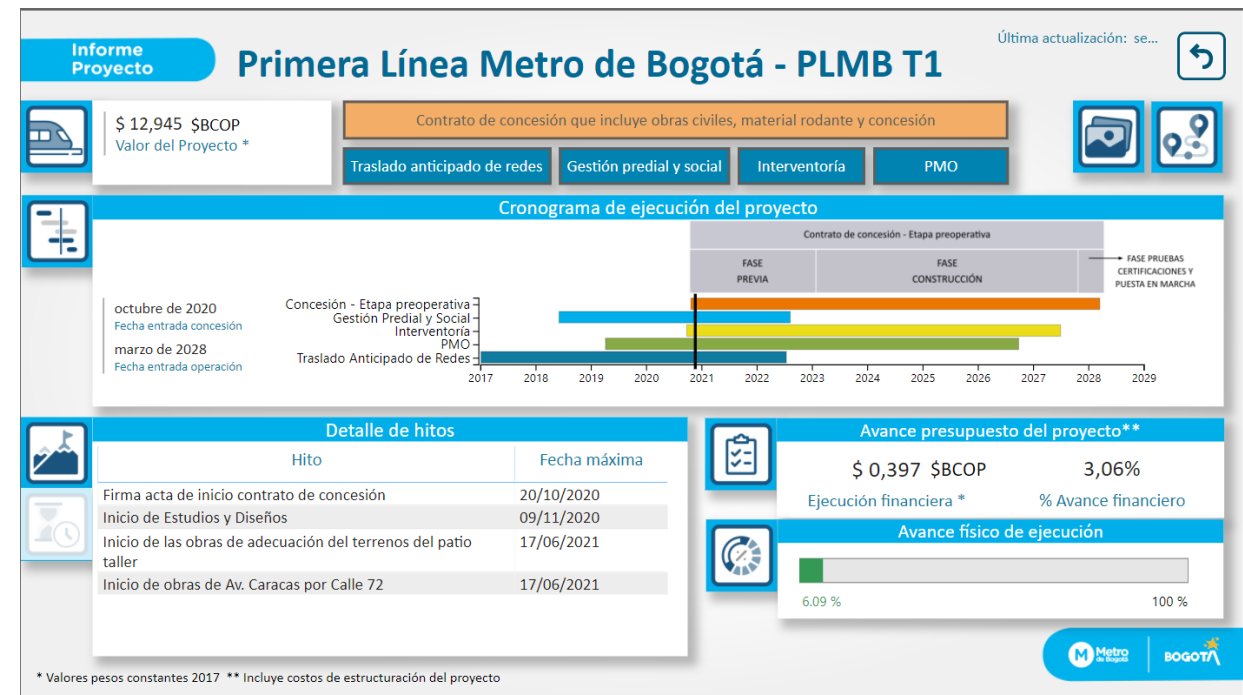 Informe
Proyecto
Primera Línea Metro de Bogotá - PLMB T1
Última actualización: se...
$ 12,945 $BCOP
Valor del Proyecto *
Contrato de concesión que incluye obras civiles, material rodante y concesión
Traslado anticipado de redes
Gestión predial y social
Interventoría
PMO
Cronograma de ejecución del proyecto
Contrato de concesión - Etapa preoperativa
FASE
PREVIA
FASE
CONSTRUCCIÓN
FASE PRUEBAS
CERTIFICACIONES Y
PUESTA EN MARCHA
octubre de 2020
Fecha entrada concesión
marzo de 2028
Fecha entrada operación
Concesión - Etapa preoperativa
Gestión Predial y Social
Interventoría
PMO
Traslado Anticipado de Redes
2017 2018 2019 2020 2021 2022 2023 2024 2025 2026 2027 2028 2029
Detalle de hitos
Hito Fecha máxima
Firma acta de inicio contrato de concesión 20/10/2020
Inicio de Estudios y Diseños 09/11/2020
Inicio de las obras de adecuación del terrenos del patio 17/06/2021
taller
Inicio de obras de Av. Caracas por Calle 72 17/06/2021
Avance presupuesto del proyecto**
$ 0,397 $BCOP 3,06%
Ejecución financiera * % Avance financiero
Avance físico de ejecución
6.09 % 100 %
M Metro
de Bogotá
BOGOTÁ
* Valores pesos constantes 2017 ** Incluye costos de estructuración del proyecto